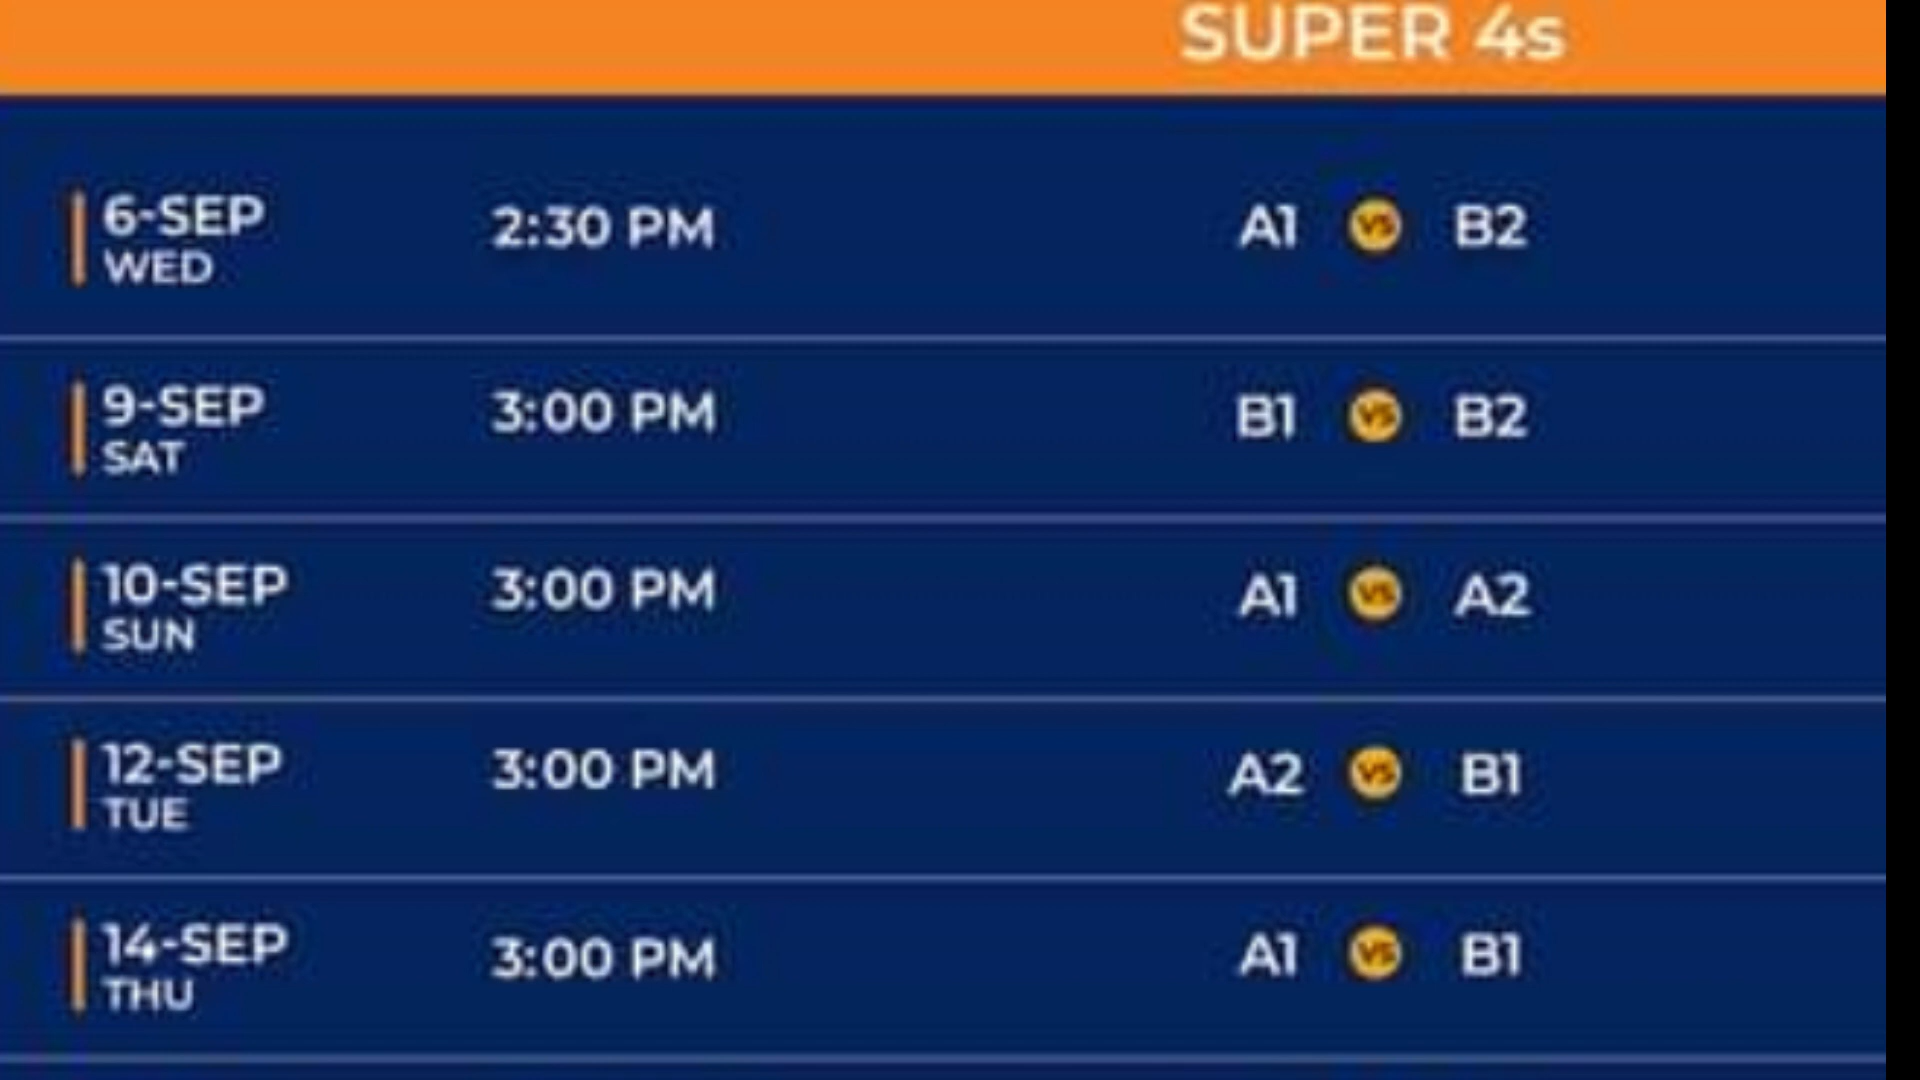 SUPER 4s
6-SEP 2:30 PM A1 VS B2
WED
9-SEP 3:00 PM B1 VS B2
SAT
10-SEP 3:00 PM A1 VS A2
SUN
12-SEP 3:00 PM A2 VS B1
TUE
14-SEP 3:00 PM A1 VS B1
THU